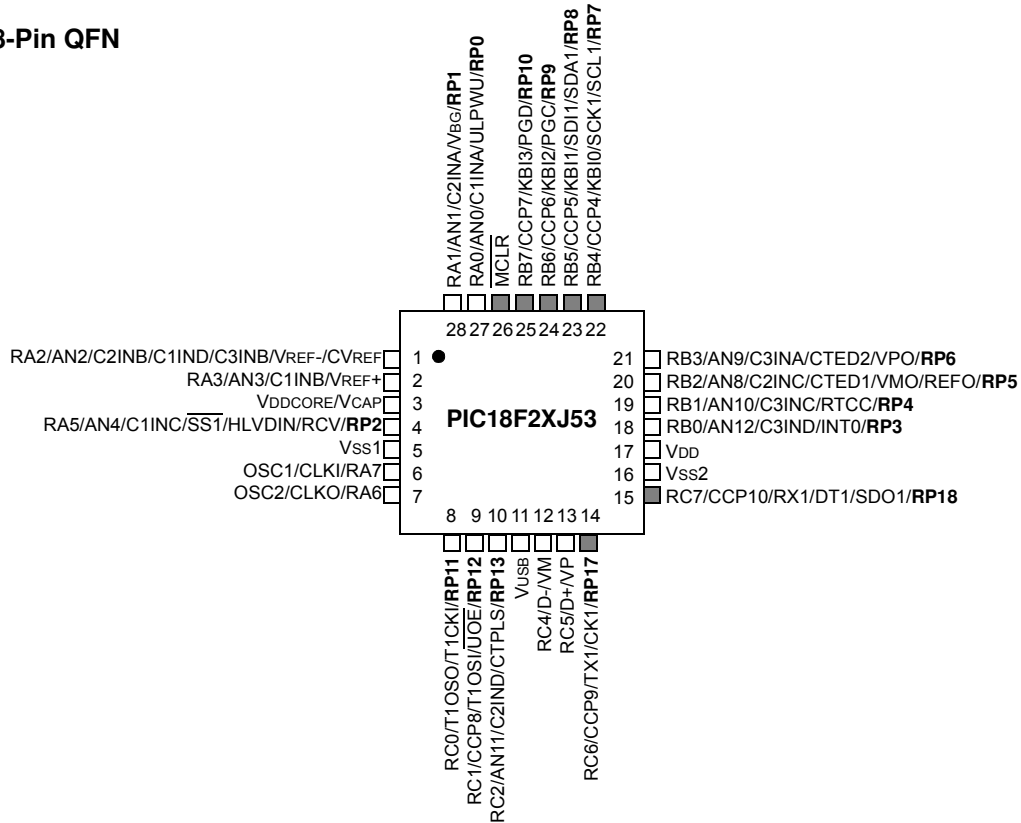 8-Pin QFN
RA1/AN1/C2INA/VBG/RP1
RA0/AN0/C1INA/ULPWU/RP0
MCLR
RB7/CCP7/KBI3/PGD/RP10
RB6/CCP6/KBI2/PGC/RP9
RB5/CCP5/KBI1/SDI1/SDA1/RP8
RB4/CCP4/KBI0/SCK1/SCL1/RP7
28 27 26 25 24 23 22
RA2/AN2/C2INB/C1IND/C3INB/VREF-/CVREF 1
RA3/AN3/C1INB/VREF+ 2
VDDCORE/VCAP 3
RA5/AN4/C1INC/SS1/HLVDIN/RCV/RP2 4
VSS1 5
OSC1/CLKI/RA7 6
OSC2/CLKO/RA6 7
PIC18F2XJ53
21 RB3/AN9/C3INA/CTED2/VPO/RP6
20 RB2/AN8/C2INC/CTED1/VMO/REFO/RP5
19 RB1/AN10/C3INC/RTCC/RP4
18 RB0/AN12/C3IND/INT0/RP3
17 VDD
16 VSS2
15 RC7/CCP10/RX1/DT1/SDO1/RP18
8 9 10 11 12 13 14
RC0/T1OSO/T1CKI/RP11
RC1/CCP8/T1OSI/UOE/RP12
RC2/AN11/C2IND/CTPLS/RP13
VUSB
RC4/D-/VM
RC5/D+/VP
RC6/CCP9/TX1/CK1/RP17